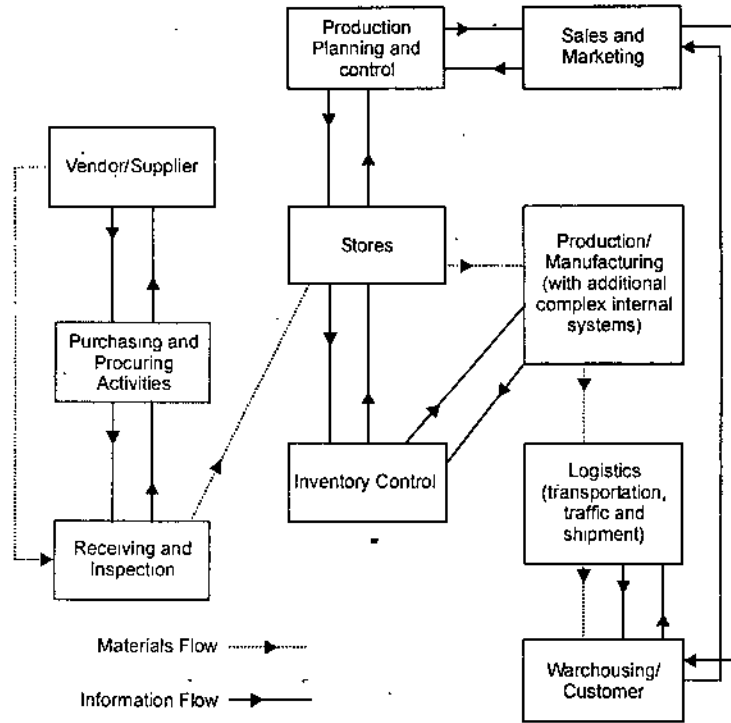 Production
Planning and
control
Sales and
Marketing
Vendor/Supplier
Stores
Production/
Manufacturing
(with additional
complex internal
systems)
Purchasing and
Procuring
Activities
Inventory Control
Logistics
(transportation,
traffic and
shipment)
Receiving and
Inspection
Materials Flow
Information Flow
Warchousing/
Customer